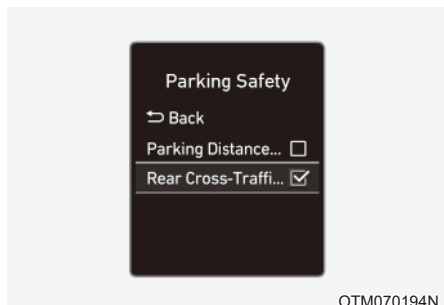 Parking Safety
Back
Parking Distance...
Rear Cross-Traffi...
OTM070194N